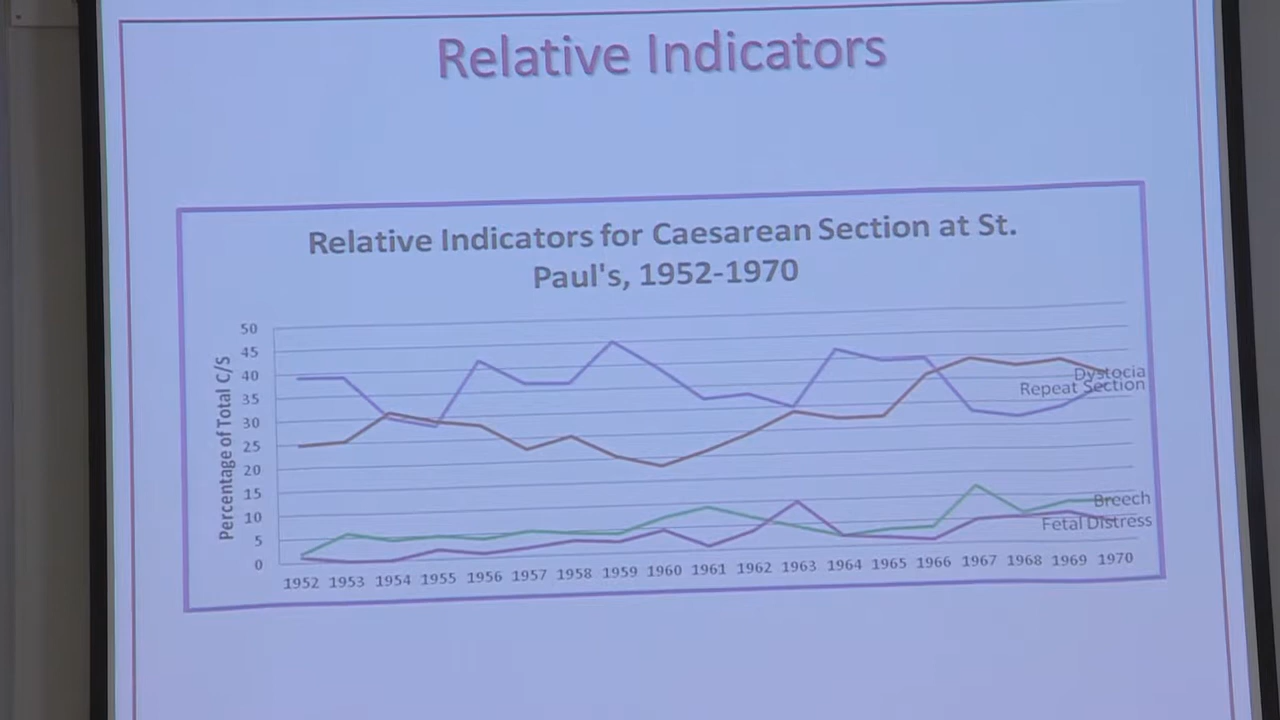 Relative Indicators
Relative Indicators for Caesarean Section at St.
Paul's, 1952-1970
Percentage of Total C/S
50
45
40
35
30
25
20
15
10
5
0
Dystocia
Repeat Section
Breech
Fetal Distress
1952 1953 1954 1955 1956 1957 1958 1959 1960 1961 1962 1963 1964 1965 1966 1967 1968 1969 1970